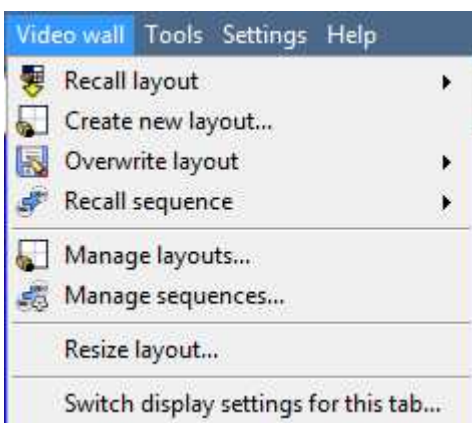 Video wall Tools Settings Help
Recall layout
Create new layout...
Overwrite layout
Recall sequence
Manage layouts...
Manage sequences...
Resize layout...
Switch display settings for this tab...